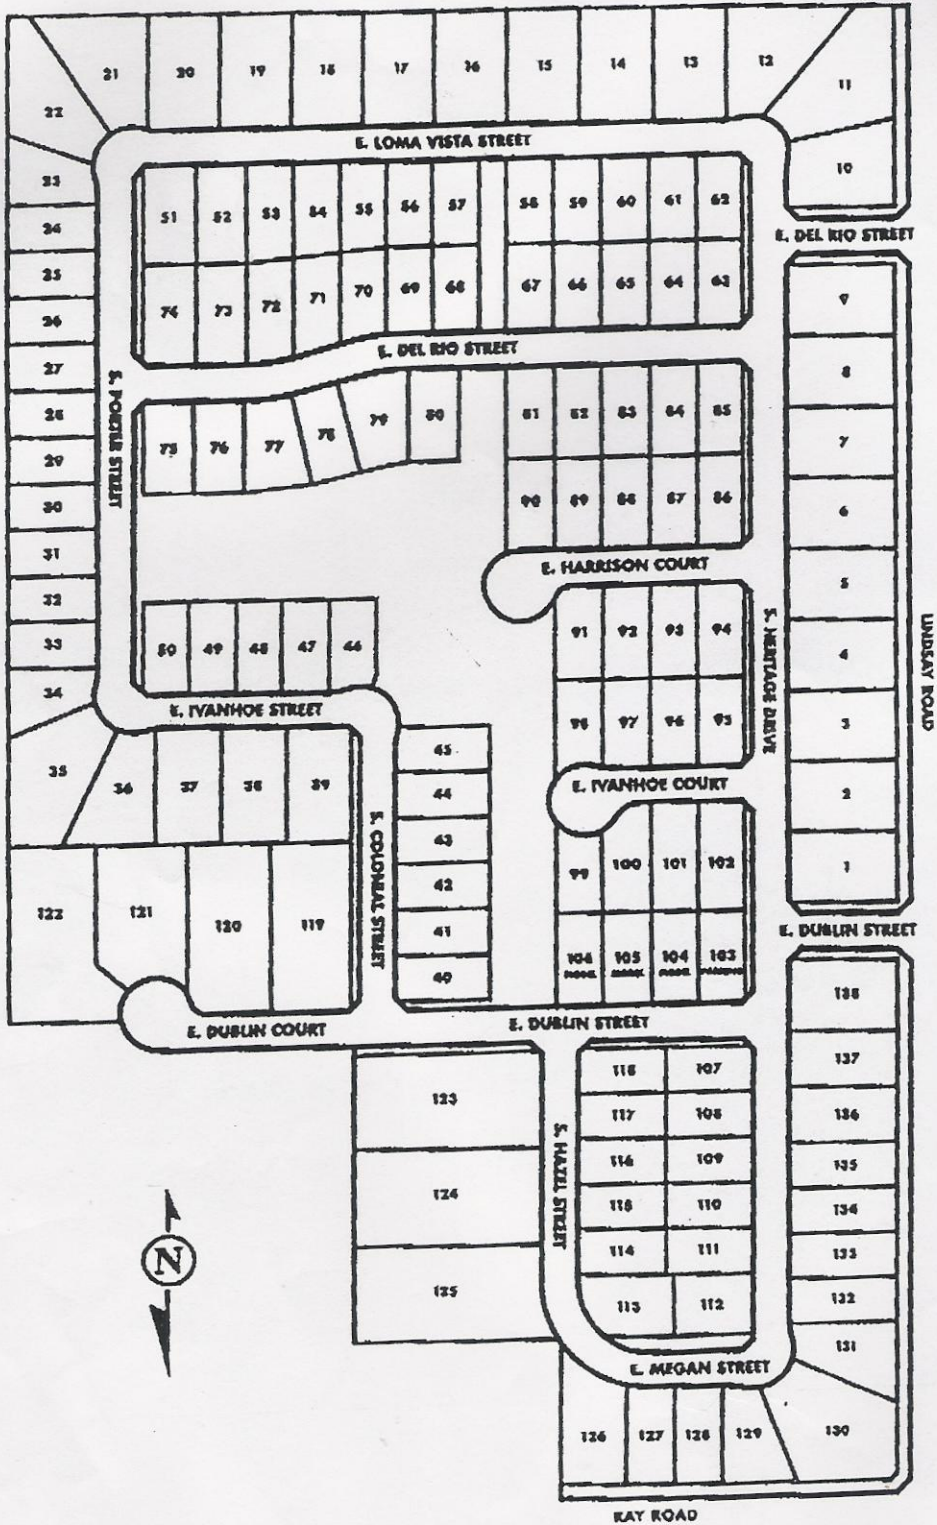 21 20 19 18 17 16 15 14 13 12
22 11
E. LOMA VISTA STREET
23 10
51 52 53 54 55 56 57 58 59 60 61 62
24
E. DEL RIO STREET
25
74 73 72 71 70 69 68 67 66 65 64 63
9
26
E. DEL RIO STREET
27 8
28
S. PORTER STREET
75 76 77 78 79 80 81 82 83 84 85
7
29
30 90 89 88 87 86 6
31
E. HARRISON COURT
32 5
33 50 49 48 47 46 91 92 93 94 4
34
S. HERITAGE DRIVE
LINDSAY ROAD
E. IVANHOE STREET
98 97 96 95 3
35 36 37 38 39 45
E. IVANHOE COURT
44 2
S. COLONIAL STREET
43
99 100 101 102 1
42
122 121 120 119 41
E. DUBLIN STREET
40
106 105 104 103
MODEL MODEL MODEL PARKING
138
E. DUBLIN COURT
E. DUBLIN STREET
118 107 137
123
117 108 136
S. HAZEL STREET
116 109 135
124
115 110 134
114 111 133
N
125
113 112 132
131
E. MEGAN STREET
126 127 128 129 130
RAY ROAD